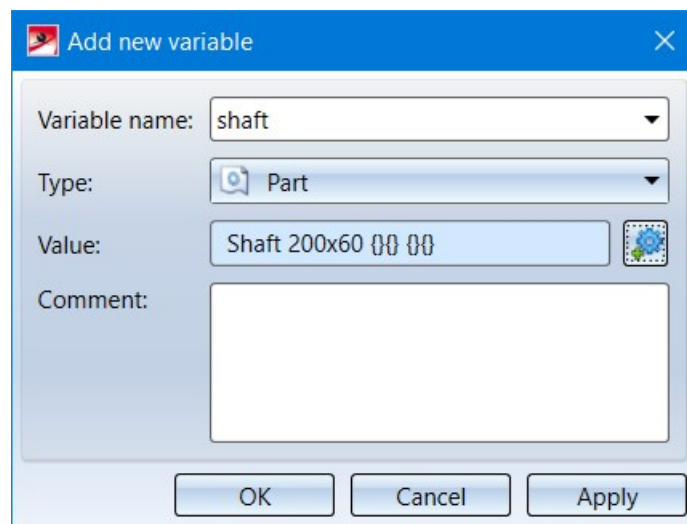 Add new variable
Variable name: shaft
Type: Part
Value: Shaft 200x60 {}{} {}{}
Comment:
OK Cancel Apply